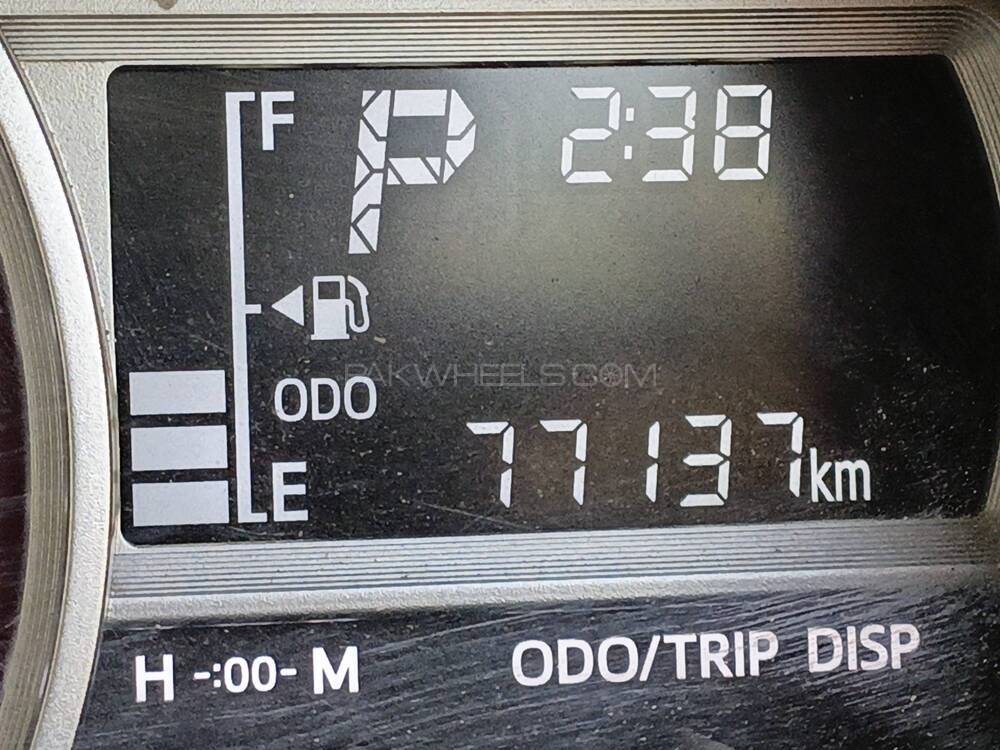 F P 2:38
PAKWHEELS.COM
ODO
77137km
E
H -:00- M ODO/TRIP DISP